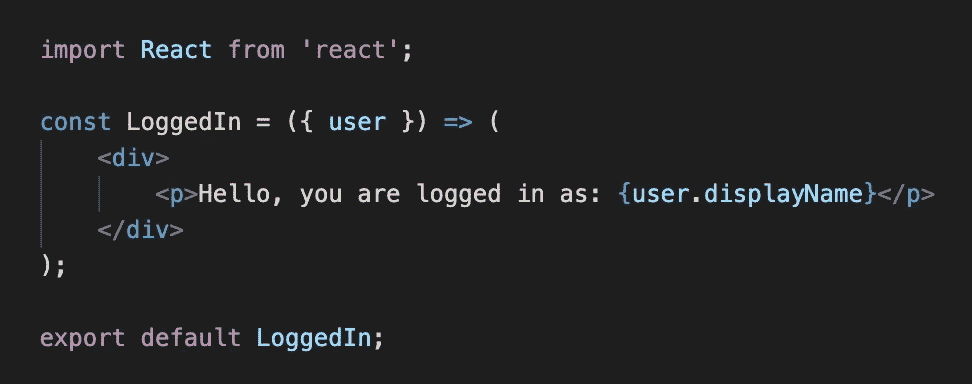 import React from 'react';
const LoggedIn = ({ user }) => (
<div>
<p>Hello, you are logged in as: {user.displayName}</p>
</div>
);
export default LoggedIn;